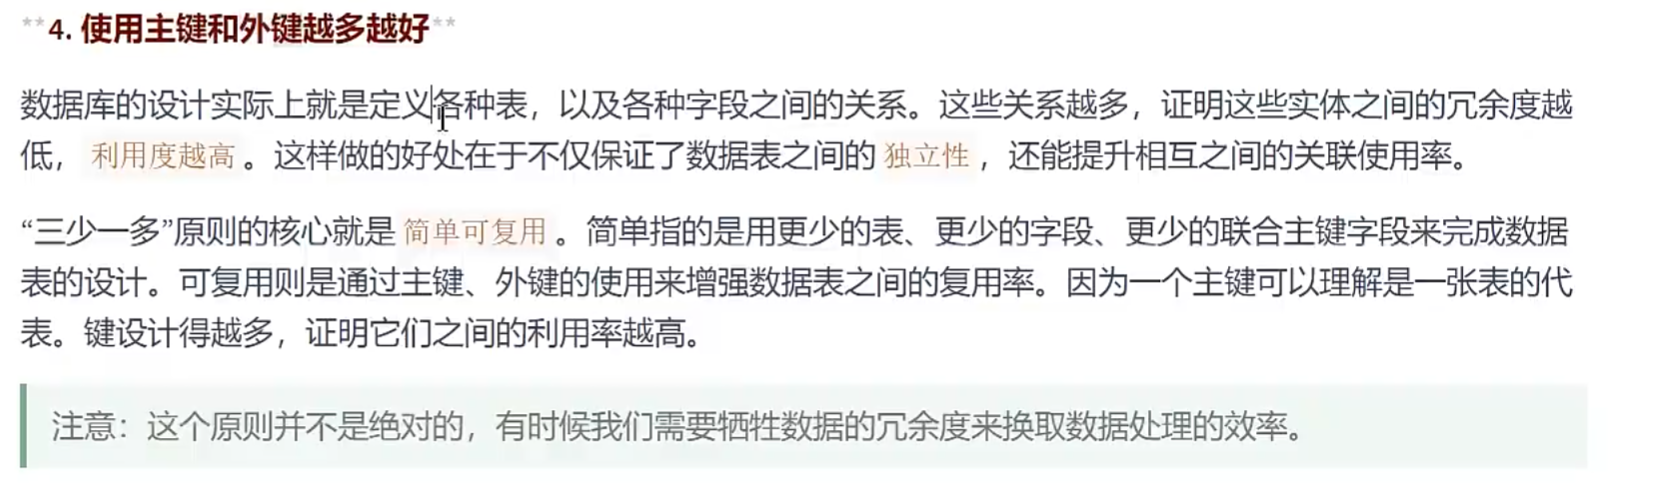 **4. 使用主键和外键越多越好**
数据库的设计实际上就是定义各种表，以及各种字段之间的关系。这些关系越多，证明这些实体之间的冗余度越
低， 利用度越高 。这样做的好处在于不仅保证了数据表之间的 独立性 ，还能提升相互之间的关联使用率。
“三少一多”原则的核心就是 简单可复用 。简单指的是用更少的表、更少的字段、更少的联合主键字段来完成数据
表的设计。可复用则是通过主键、外键的使用来增强数据表之间的复用率。因为一个主键可以理解是一张表的代
表。键设计得越多，证明它们之间的利用率越高。
注意：这个原则并不是绝对的，有时候我们需要牺牲数据的冗余度来换取数据处理的效率。